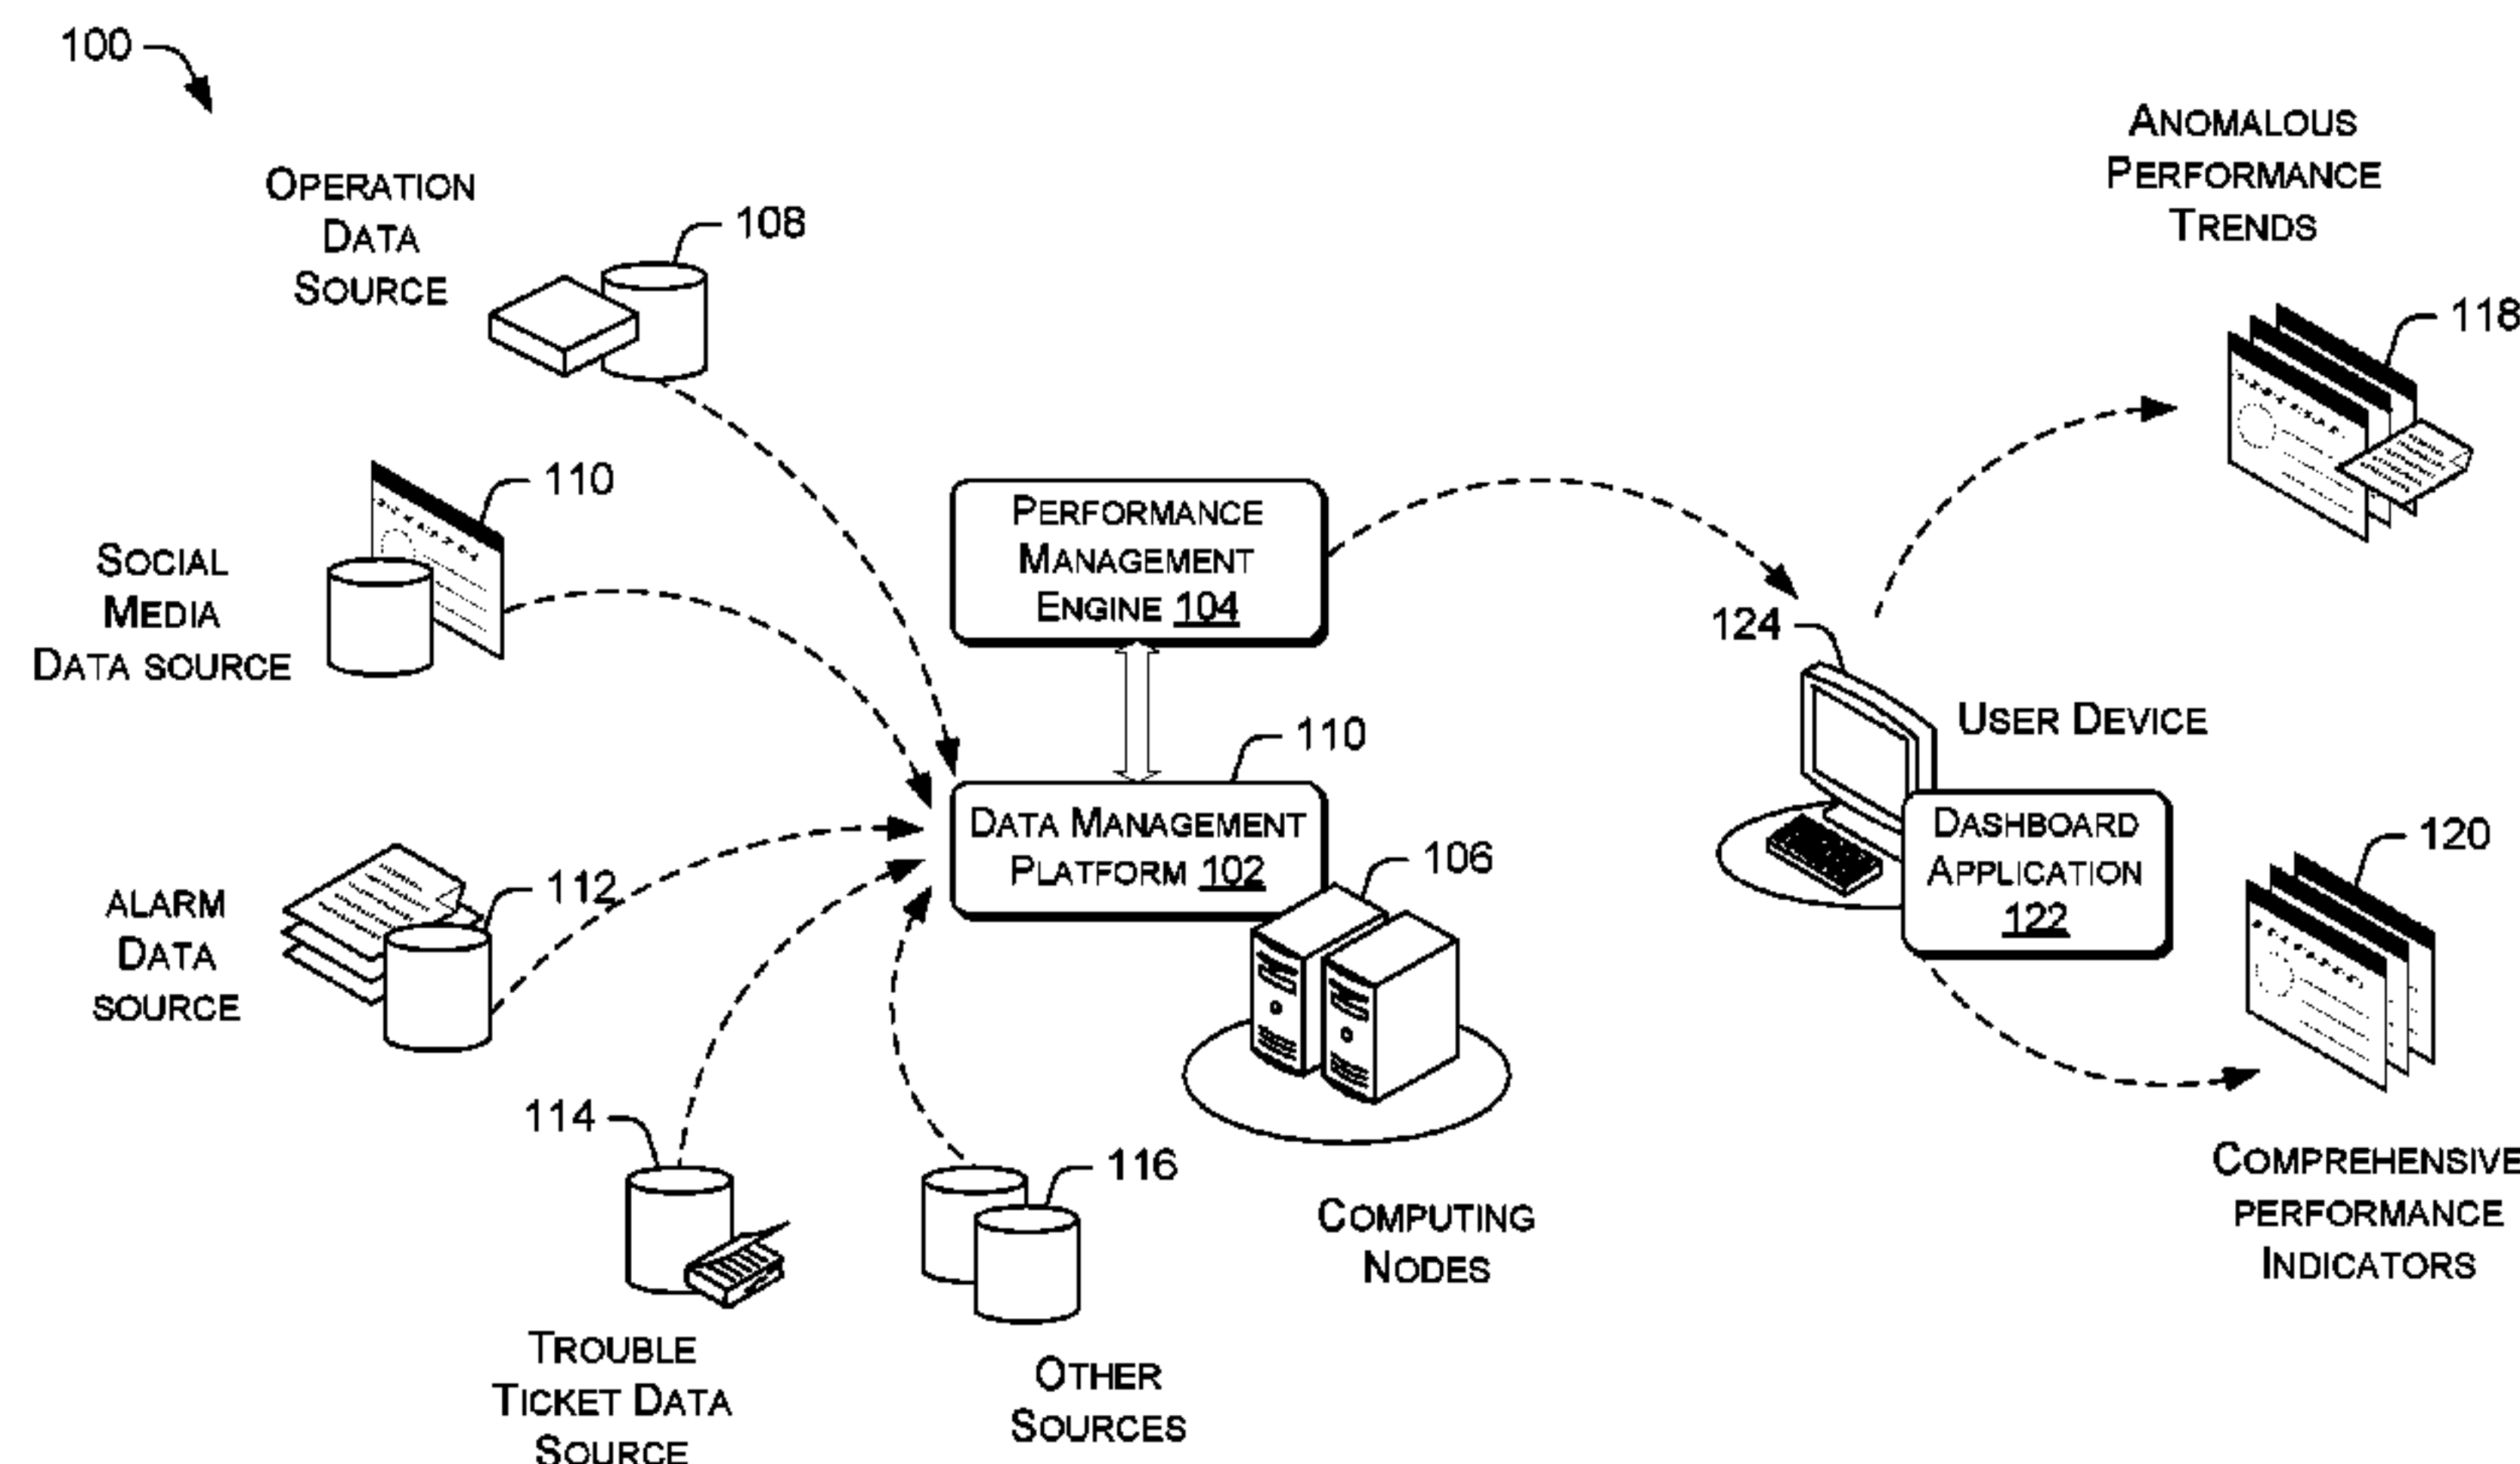 100
OPERATION
DATA
SOURCE
108
SOCIAL
MEDIA
DATA SOURCE
110
ALARM
DATA
SOURCE
112
114
TROUBLE
TICKET DATA
SOURCE
116
OTHER
SOURCES
PERFORMANCE
MANAGEMENT
ENGINE 104
110
DATA MANAGEMENT
PLATFORM 102
106
COMPUTING
NODES
124
USER DEVICE
DASHBOARD
APPLICATION
122
ANOMALOUS
PERFORMANCE
TRENDS
118
120
COMPREHENSIVE
PERFORMANCE
INDICATORS